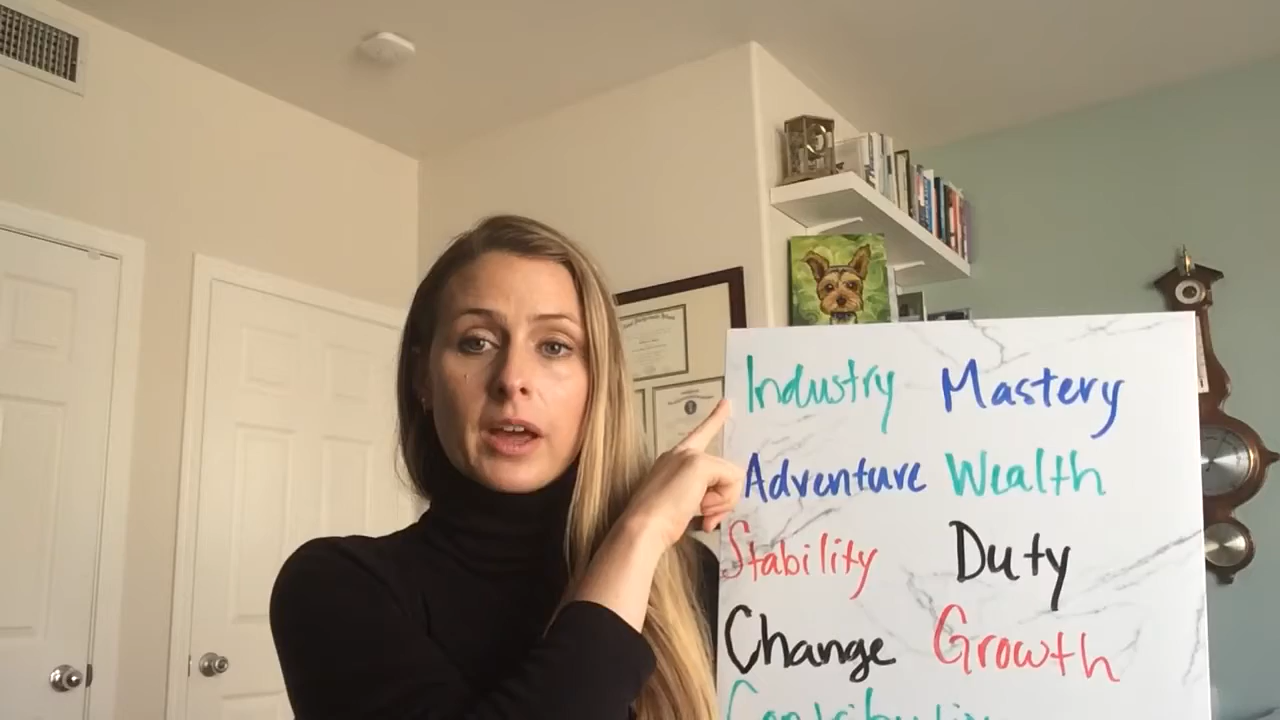 Industry Mastery
Adventure Wealth
Stability Duty
Change Growth